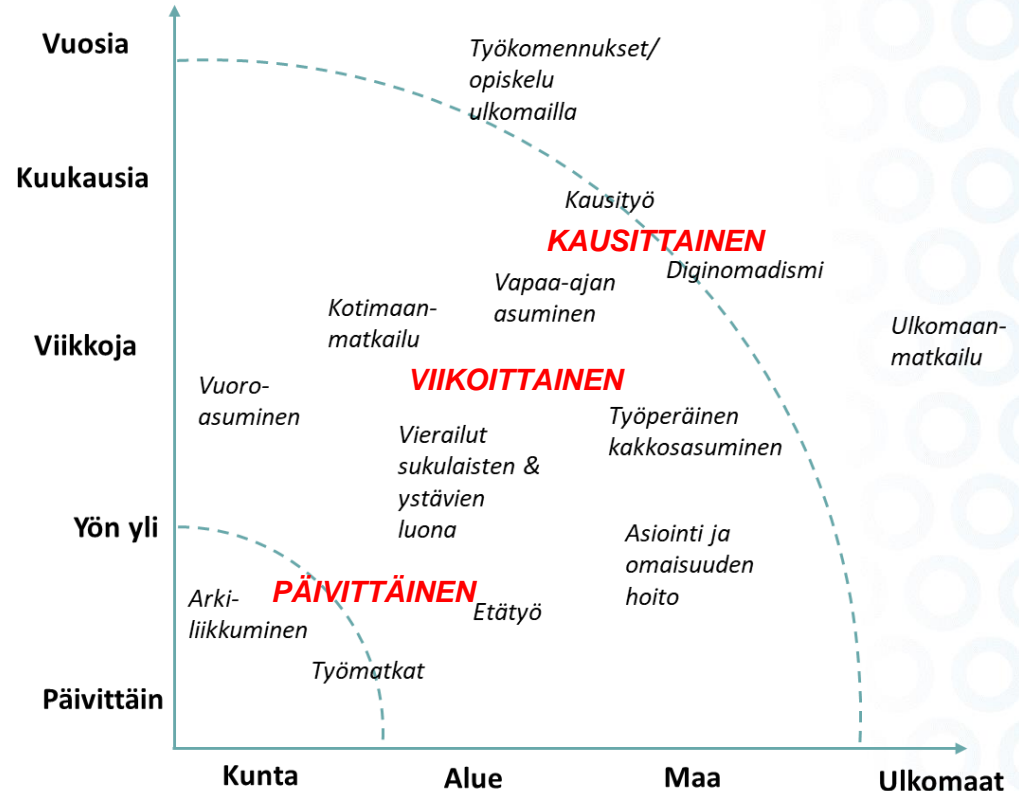 Vuosia
Työkomennukset/
opiskelu
ulkomailla
Kuukausia
Kausityö
KAUSITTAINEN
Diginomadismi
Vapaa-ajan
asuminen
Kotimaan-
matkailu
Ulkomaan-
matkailu
Viikkoja
VIIKOITTAINEN
Vuoro-
asuminen
Työperäinen
kakkosasuminen
Vierailut
sukulaisten &
ystävien
luona
Yön yli
Asiointi ja
omaisuuden
hoito
PÄIVITTÄINEN
Arki-
liikkuminen
Etätyö
Työmatkat
Päivittäin
Kunta
Alue
Maa
Ulkomaat